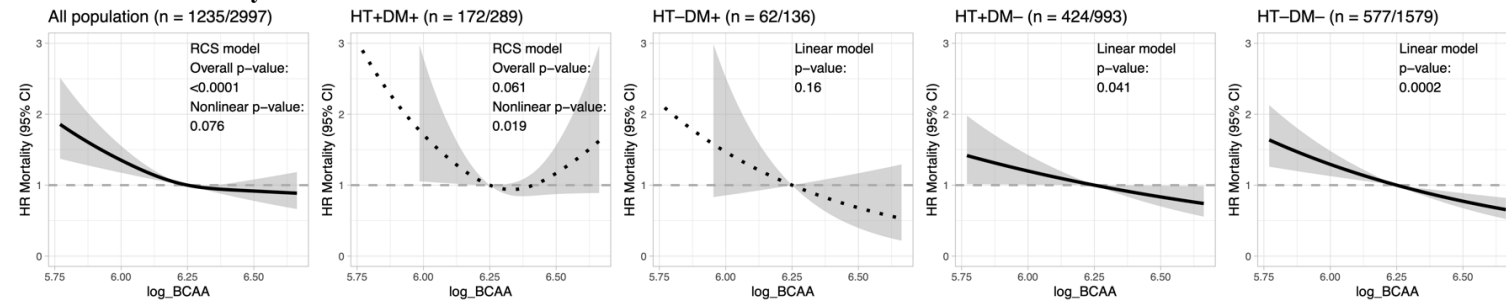 All population (n = 1235/2997)
HR Mortality (95% CI)
3
2
1
0
RCS model
Overall p−value:
<0.0001
Nonlinear p−value:
0.076
5.75 6.00 6.25 6.50
log_BCAA
HT+DM+ (n = 172/289)
HR Mortality (95% CI)
3
2
1
0
RCS model
Overall p−value:
0.061
Nonlinear p−value:
0.019
5.75 6.00 6.25 6.50
log_BCAA
HT−DM+ (n = 62/136)
HR Mortality (95% CI)
3
2
1
0
Linear model
p−value:
0.16
5.75 6.00 6.25 6.50
log_BCAA
HT+DM− (n = 424/993)
HR Mortality (95% CI)
3
2
1
0
Linear model
p−value:
0.041
5.75 6.00 6.25 6.50
log_BCAA
HT−DM− (n = 577/1579)
HR Mortality (95% CI)
3
2
1
0
Linear model
p−value:
0.0002
5.75 6.00 6.25 6.50
log_BCAA